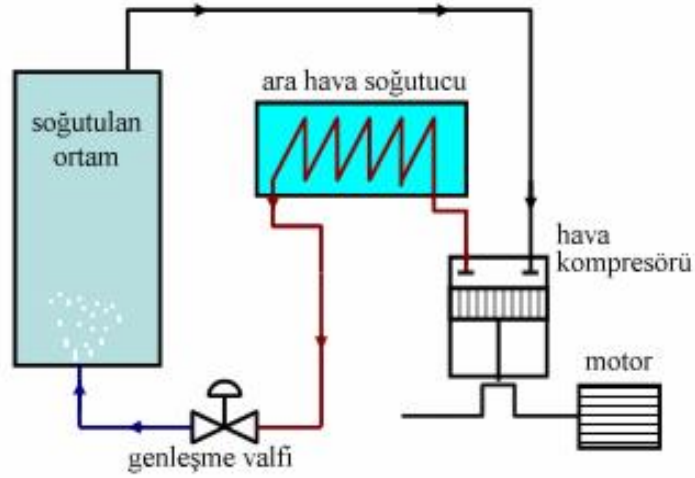 soğutulan
ortam
ara hava soğutucu
hava
kompresörü
motor
genleşme valfi